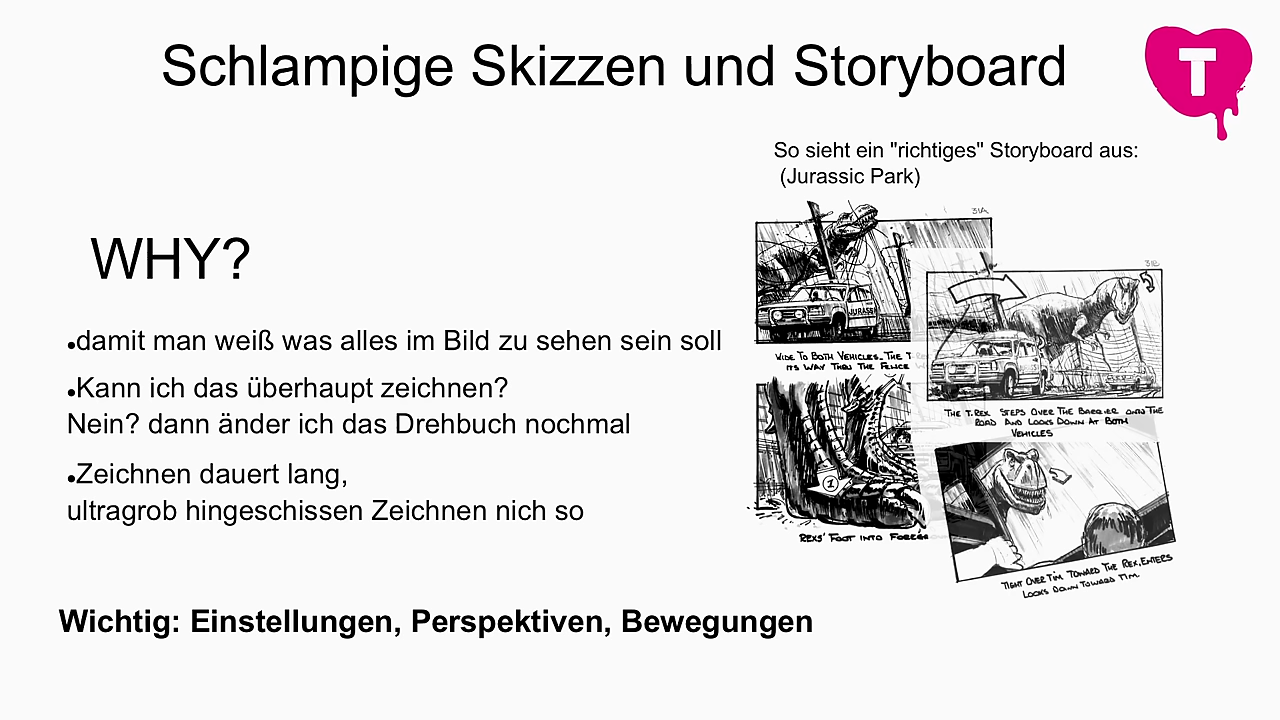 Schlampige Skizzen und Storyboard
T
So sieht ein "richtiges" Storyboard aus:
(Jurassic Park)
WHY?
•damit man weiß was alles im Bild zu sehen sein soll
•Kann ich das überhaupt zeichnen?
Nein? dann änder ich das Drehbuch nochmal
•Zeichnen dauert lang,
ultragrob hingeschissen Zeichnen nich so
Wichtig: Einstellungen, Perspektiven, Bewegungen
31A
JURASS
WIDE TO BOTH VEHICLES. THE T-REX
ITS WAY THRU THE FENCE
31B
THE T.REX STEPS OVER THE BARRIER ONTO THE
ROAD AND LOOKS DOWN AT BOTH
VEHICLES
1
REXS' FOOT INTO
TIGHT OVER TIM TOWARD THE REX, ENTERS
LOOKS DOWN TOWARD TIM.